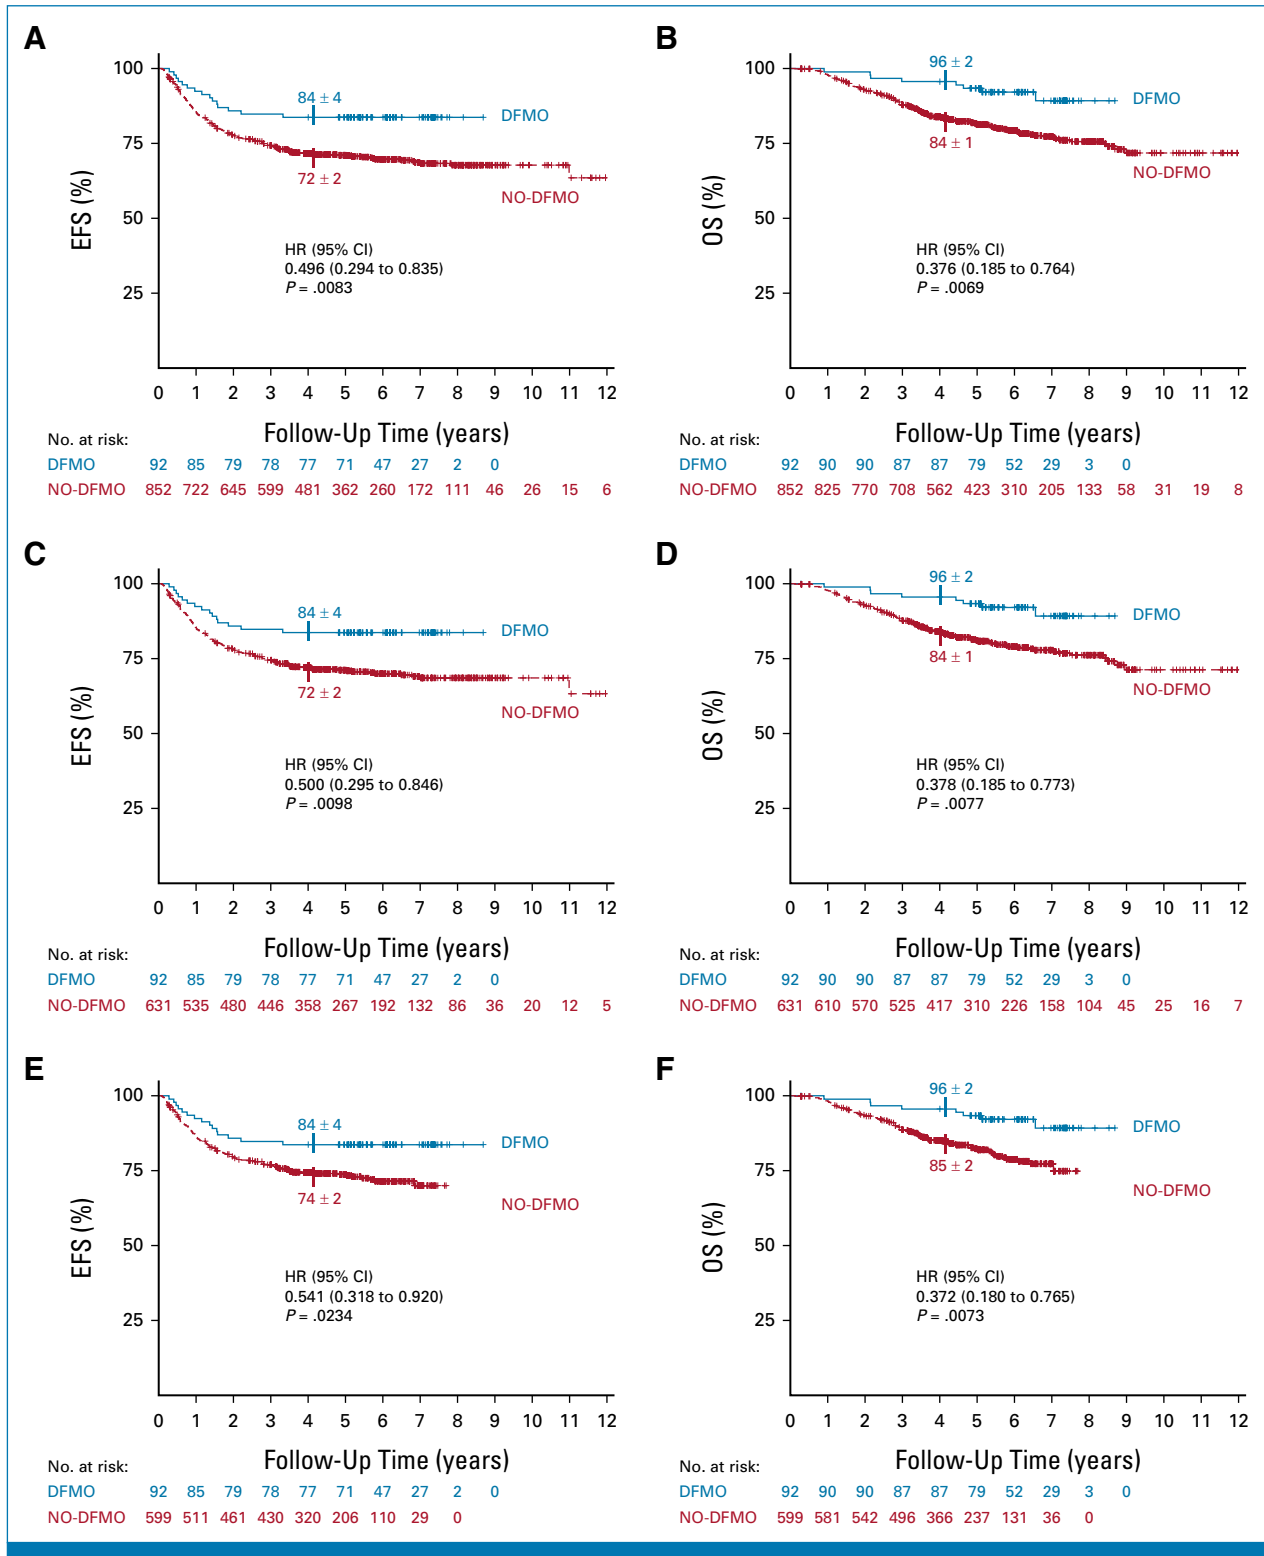 A
100
75
50
25
EFS (%)
84 ± 4
DFMO
72 ± 2
NO-DFMO
HR (95% CI)
0.496 (0.294 to 0.835)
P = .0083
0 1 2 3 4 5 6 7 8 9 10 11 12
Follow-Up Time (years)
No. at risk:
DFMO 92 85 79 78 77 71 47 27 2 0
NO-DFMO 852 722 645 599 481 362 260 172 111 46 26 15 6
B
100
75
50
25
OS (%)
96 ± 2
DFMO
84 ± 1
NO-DFMO
HR (95% CI)
0.376 (0.185 to 0.764)
P = .0069
0 1 2 3 4 5 6 7 8 9 10 11 12
Follow-Up Time (years)
No. at risk:
DFMO 92 90 90 87 87 79 52 29 3 0
NO-DFMO 852 825 770 708 562 423 310 205 133 58 31 19 8
C
100
75
50
25
EFS (%)
84 ± 4
DFMO
72 ± 2
NO-DFMO
HR (95% CI)
0.500 (0.295 to 0.846)
P = .0098
0 1 2 3 4 5 6 7 8 9 10 11 12
Follow-Up Time (years)
No. at risk:
DFMO 92 85 79 78 77 71 47 27 2 0
NO-DFMO 631 535 480 446 358 267 192 132 86 36 20 12 5
D
100
75
50
25
OS (%)
96 ± 2
DFMO
84 ± 1
NO-DFMO
HR (95% CI)
0.378 (0.185 to 0.773)
P = .0077
0 1 2 3 4 5 6 7 8 9 10 11 12
Follow-Up Time (years)
No. at risk:
DFMO 92 90 90 87 87 79 52 29 3 0
NO-DFMO 631 610 570 525 417 310 226 158 104 45 25 16 7
E
100
75
50
25
EFS (%)
84 ± 4
DFMO
74 ± 2
NO-DFMO
HR (95% CI)
0.541 (0.318 to 0.920)
P = .0234
0 1 2 3 4 5 6 7 8 9 10 11 12
Follow-Up Time (years)
No. at risk:
DFMO 92 85 79 78 77 71 47 27 2 0
NO-DFMO 599 511 461 430 320 206 110 29 0
F
100
75
50
25
OS (%)
96 ± 2
DFMO
85 ± 2
NO-DFMO
HR (95% CI)
0.372 (0.180 to 0.765)
P = .0073
0 1 2 3 4 5 6 7 8 9 10 11 12
Follow-Up Time (years)
No. at risk:
DFMO 92 90 90 87 87 79 52 29 3 0
NO-DFMO 599 581 542 496 366 237 131 36 0